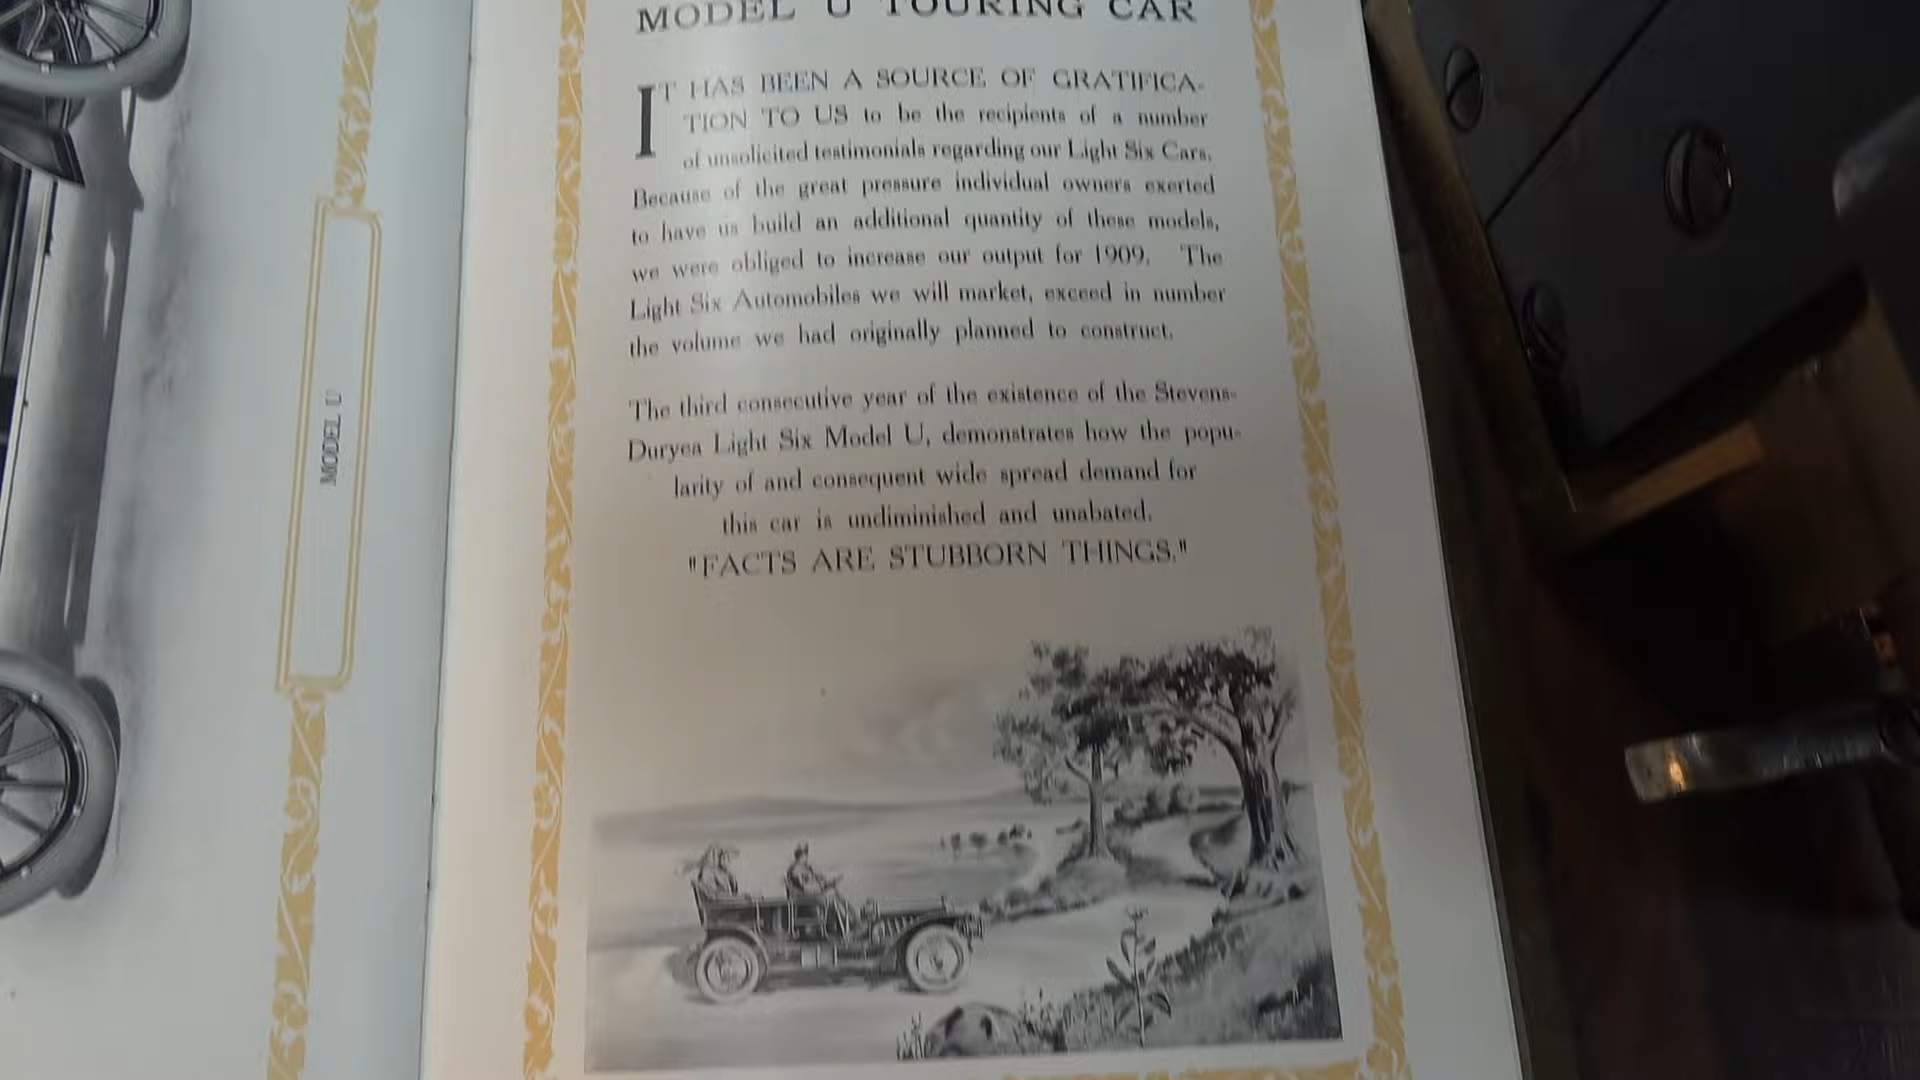 MODEL U TOURING CAR
IT HAS BEEN A SOURCE OF GRATIFICA-
TION TO US to be the recipients of a number
of unsolicited testimonials regarding our Light Six Cars.
Because of the great pressure individual owners exerted
to have us build an additional quantity of these models,
we were obliged to increase our output for 1909. The
Light Six Automobiles we will market, exceed in number
the volume we had originally planned to construct.
The third consecutive year of the existence of the Stevens-
Duryea Light Six Model U, demonstrates how the popu-
larity of and consequent wide spread demand for
this car is undiminished and unabated.
"FACTS ARE STUBBORN THINGS."
MODEL U